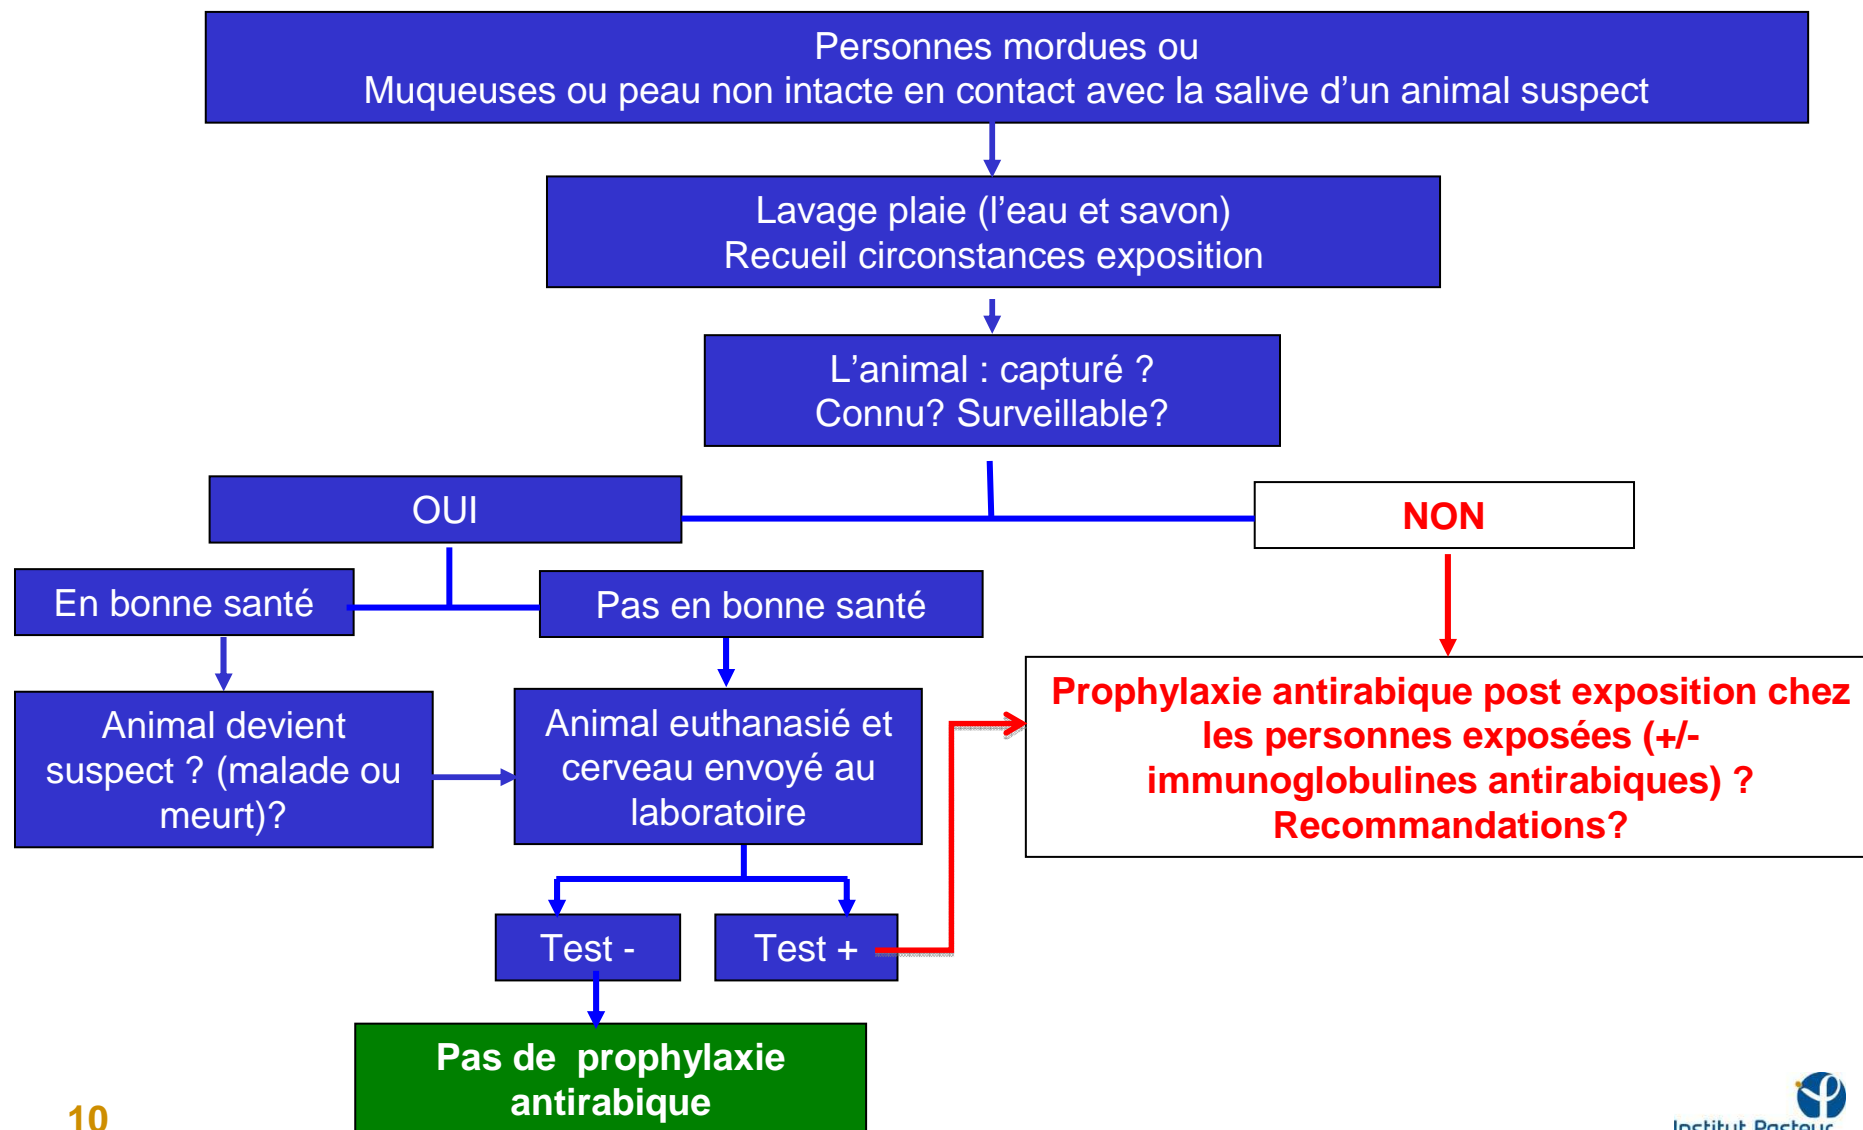 Personnes mordues ou
Muqueuses ou peau non intacte en contact avec la salive d'un animal suspect
Lavage plaie (l'eau et savon)
Recueil circonstances exposition
L'animal : capturé ?
Connu? Surveillable?
OUI
NON
En bonne santé
Pas en bonne santé
Animal devient
suspect ? (malade ou
meurt)?
Animal euthanasié et
cerveau envoyé au
laboratoire
Prophylaxie antirabique post exposition chez
les personnes exposées (+/-
immunoglobulines antirabiques) ?
Recommandations?
Test -
Test +
Pas de prophylaxie
antirabique
10
Institut Pasteur